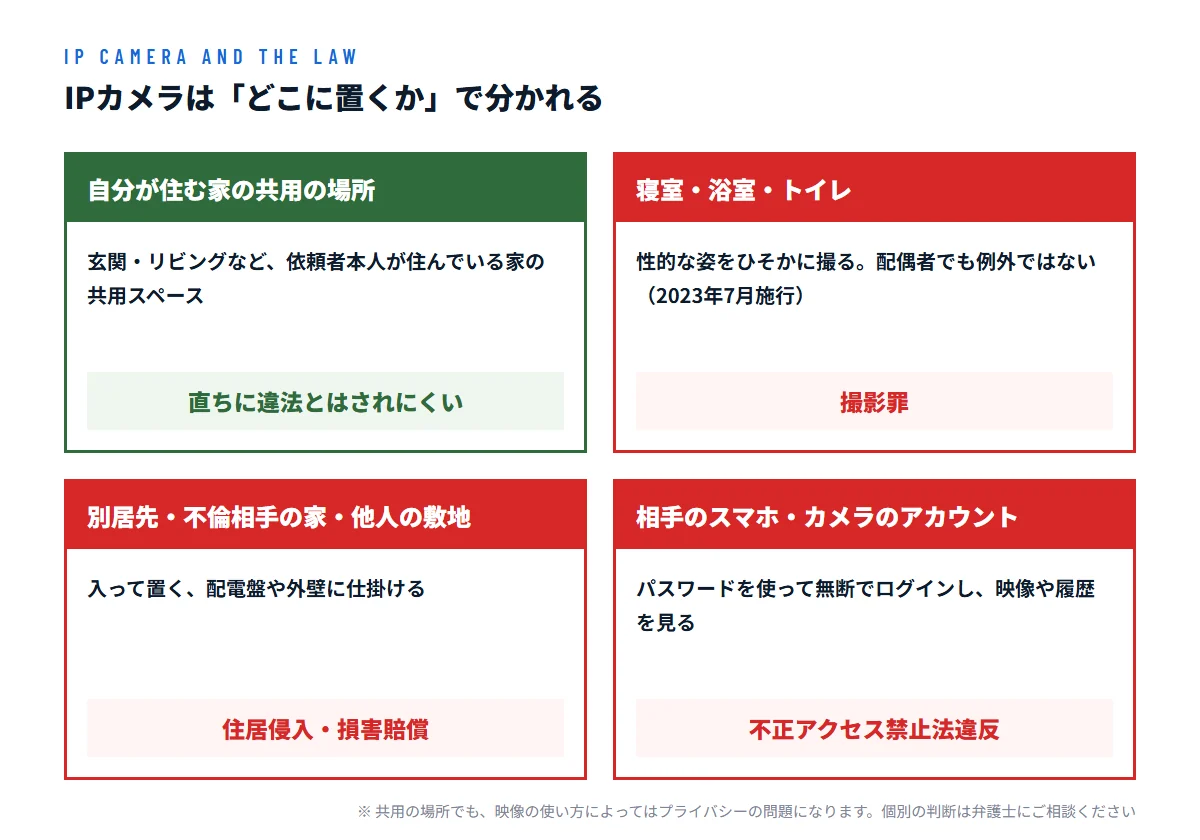 IP CAMERA AND THE LAW
IPカメラは「どこに置くか」で分かれる
自分が住む家の共用の場所
玄関・リビングなど、依頼者本人が住んでいる家の
共用スペース
直ちに違法とはされにくい
寝室・浴室・トイレ
性的な姿をひそかに撮る。配偶者でも例外ではない
（2023年7月施行）
撮影罪
別居先・不倫相手の家・他人の敷地
入って置く、配電盤や外壁に仕掛ける
住居侵入・損害賠償
相手のスマホ・カメラのアカウント
パスワードを使って無断でログインし、映像や履歴
を見る
不正アクセス禁止法違反
※ 共用の場所でも、映像の使い方によってはプライバシーの問題になります。個別の判断は弁護士にご相談ください